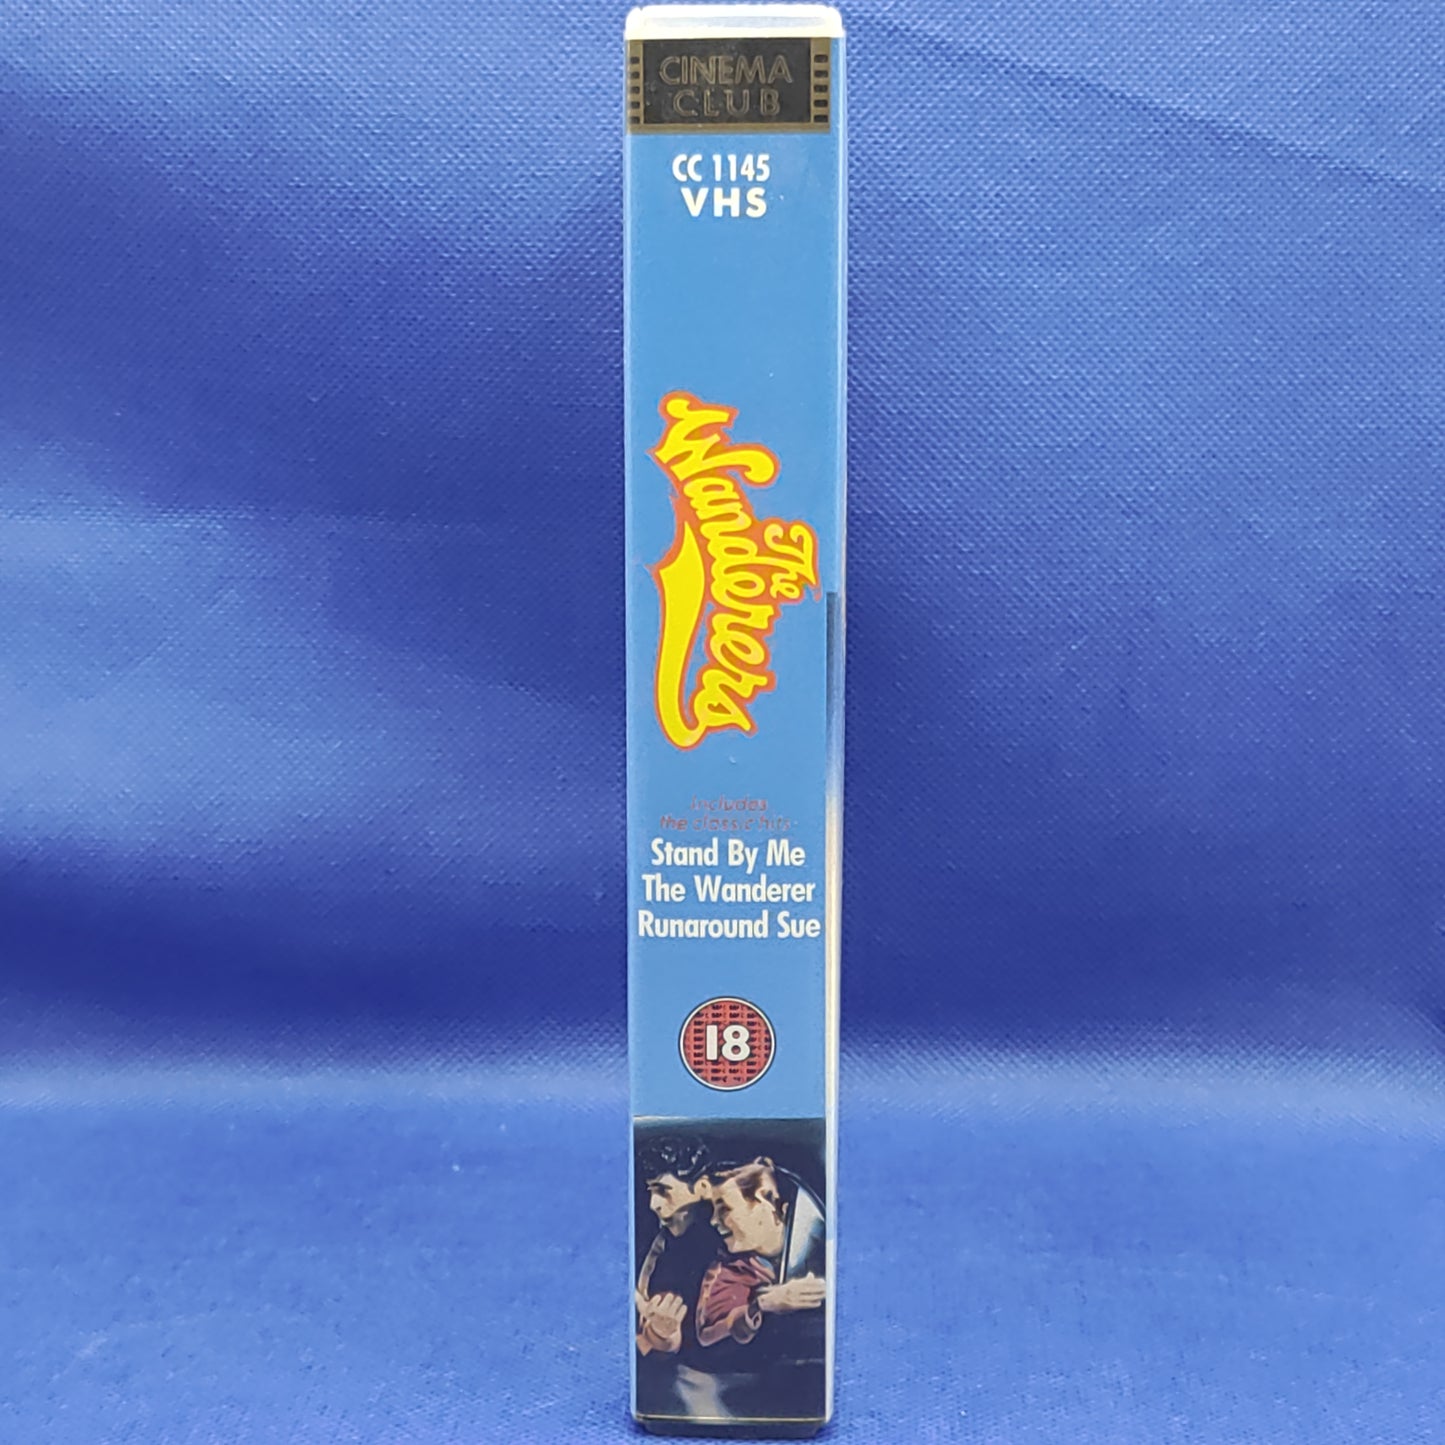 CINEMA
CLUB
CC 1145
VHS
The
Wanderers
includes
the classic hits
Stand By Me
The Wanderer
Runaround Sue
18